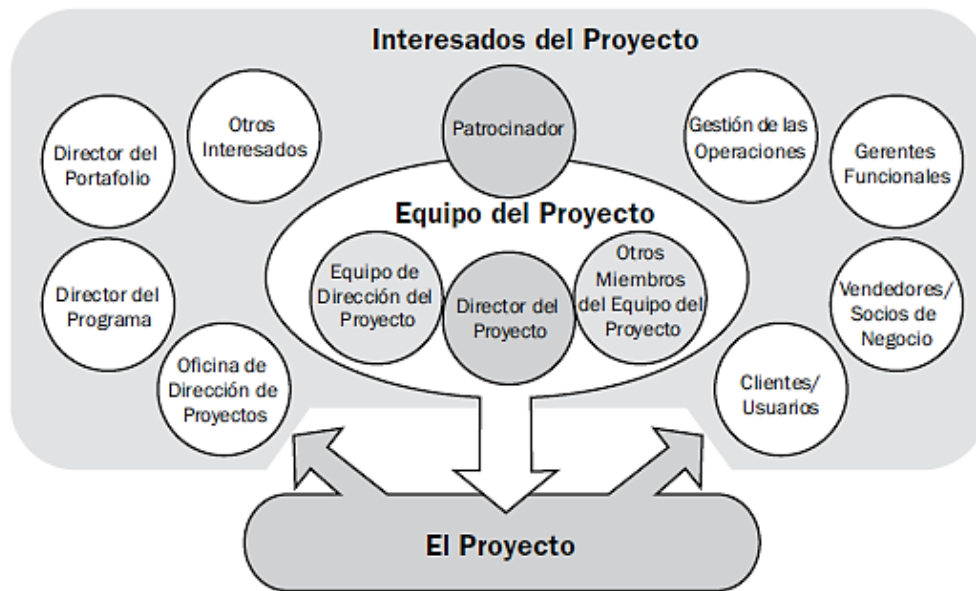 Interesados del Proyecto
Director del
Portafolio
Otros
Interesados
Patrocinador
Gestión de las
Operaciones
Gerentes
Funcionales
Equipo del Proyecto
Director del
Programa
Equipo de
Dirección del
Proyecto
Director del
Proyecto
Otros
Miembros
del Equipo del
Proyecto
Vendedores/
Socios de
Negocio
Oficina de
Dirección de
Proyectos
Clientes/
Usuarios
El Proyecto